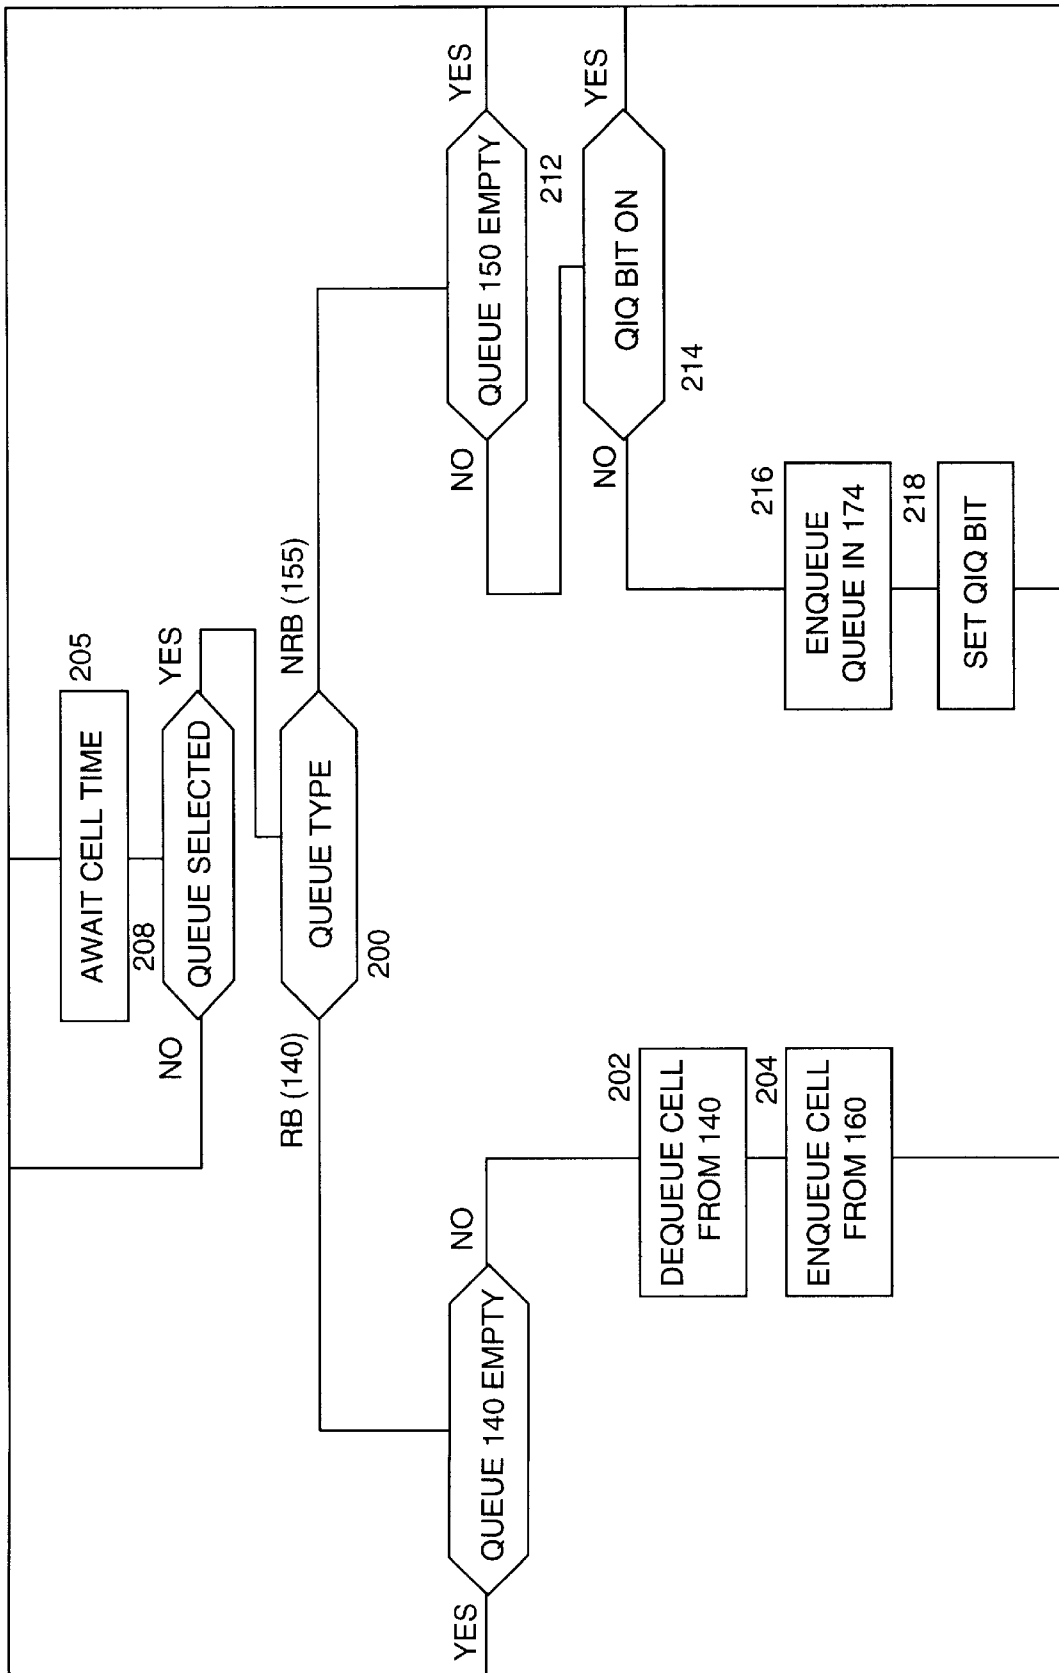 AWAIT CELL TIME
205
208
QUEUE SELECTED
NO
YES
QUEUE TYPE
200
RB (140)
NRB (155)
QUEUE 140 EMPTY
YES
NO
QUEUE 150 EMPTY
NO
YES
212
QIQ BIT ON
NO
YES
214
202
DEQUEUE CELL
FROM 140
204
ENQUEUE CELL
FROM 160
216
ENQUEUE
QUEUE IN 174
218
SET QIQ BIT